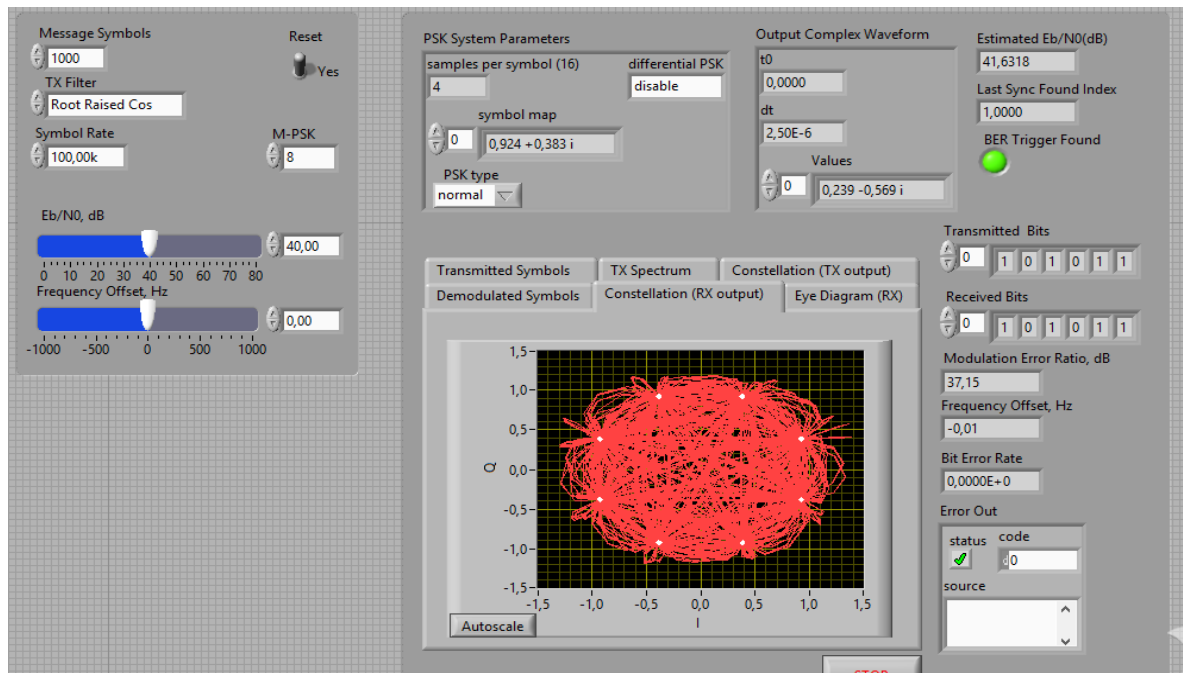 Message Symbols
1000
Reset
Yes
TX Filter
Root Raised Cos
Symbol Rate
100,00k
M-PSK
8
Eb/N0, dB
40,00
0 10 20 30 40 50 60 70 80
Frequency Offset, Hz
0,00
-1000 -500 0 500 1000
PSK System Parameters
samples per symbol (16)
4
differential PSK
disable
symbol map
0
0,924 +0,383 i
PSK type
normal
Output Complex Waveform
t0
0,0000
dt
2,50E-6
Values
0
0,239 -0,569 i
Estimated Eb/N0(dB)
41,6318
Last Sync Found Index
1,0000
BER Trigger Found
Transmitted Symbols
TX Spectrum
Constellation (TX output)
Demodulated Symbols
Constellation (RX output)
Eye Diagram (RX)
1,5
1,0
0,5
0,0
-0,5
-1,0
-1,5
Q
-1,5 -1,0 -0,5 0,0 0,5 1,0 1,5
I
Autoscale
Transmitted Bits
0
1 0 1 0 1 1
Received Bits
0
1 0 1 0 1 1
Modulation Error Ratio, dB
37,15
Frequency Offset, Hz
-0,01
Bit Error Rate
0,0000E+0
Error Out
status
code
d0
source
STOP